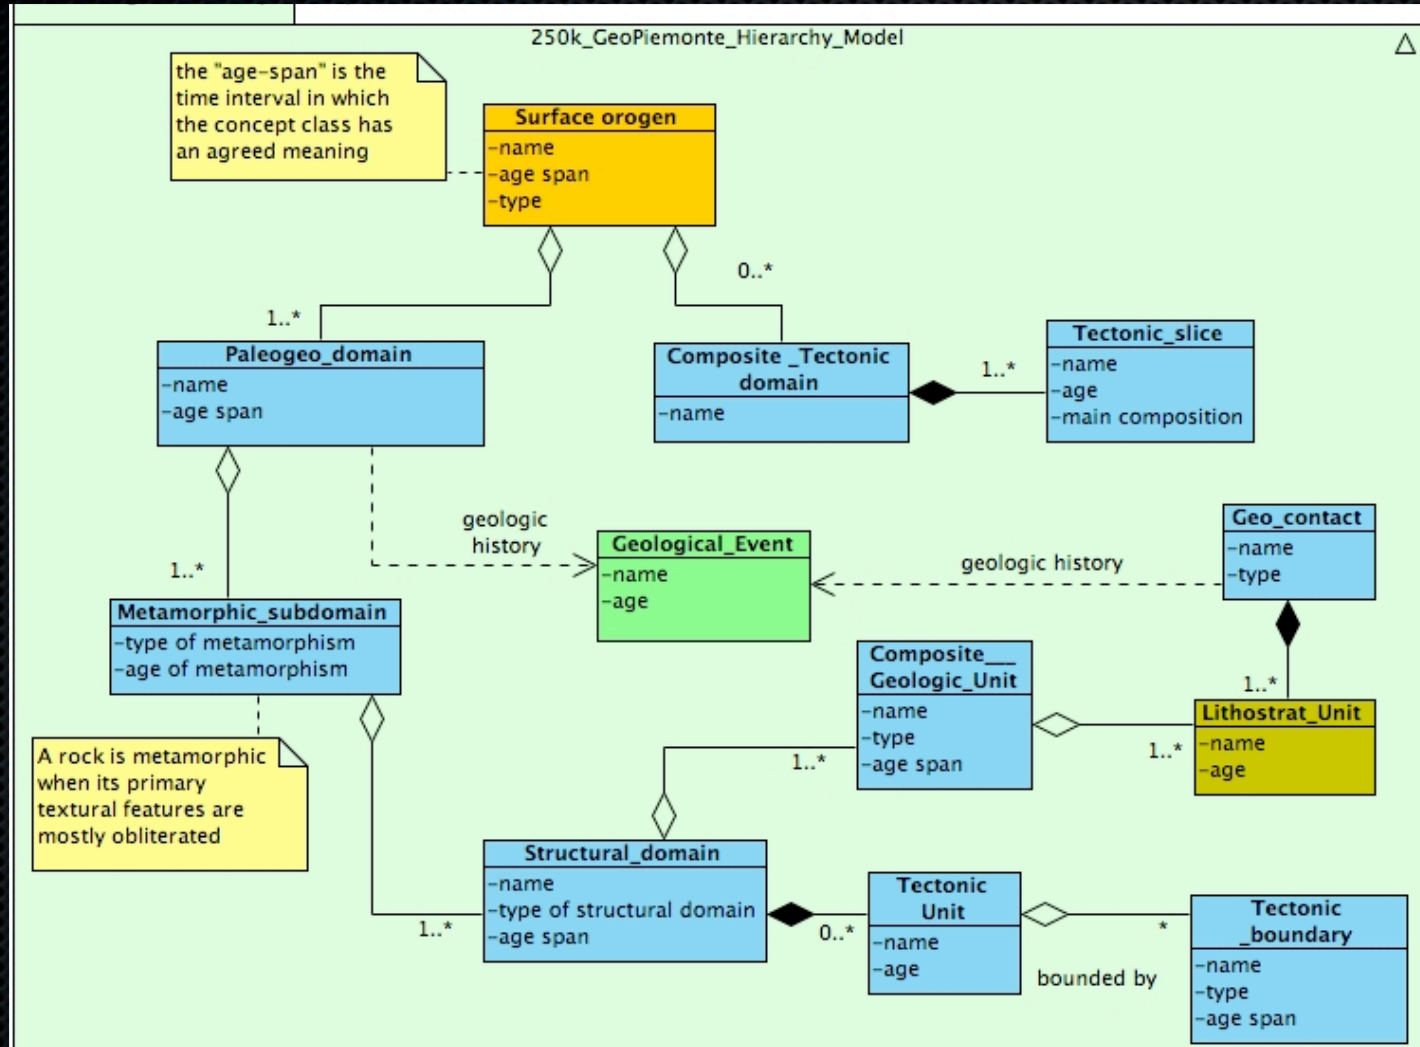 250k_GeoPiemonte_Hierarchy_Model
the "age-span" is the
time interval in which
the concept class has
an agreed meaning
Surface orogen
-name
-age span
-type
0..*
1..*
Paleogeo_domain
-name
-age span
Composite _Tectonic
domain
-name
1..*
Tectonic_slice
-name
-age
-main composition
geologic
history
1..*
Geological_Event
-name
-age
geologic history
Geo_contact
-name
-type
Metamorphic_subdomain
-type of metamorphism
-age of metamorphism
Composite__
Geologic_Unit
-name
-type
-age span
1..*
1..*
1..*
Lithostrat_Unit
-name
-age
A rock is metamorphic
when its primary
textural features are
mostly obliterated
1..*
Structural_domain
-name
-type of structural domain
-age span
0..*
Tectonic
Unit
-name
-age
*
bounded by
Tectonic
_boundary
-name
-type
-age span